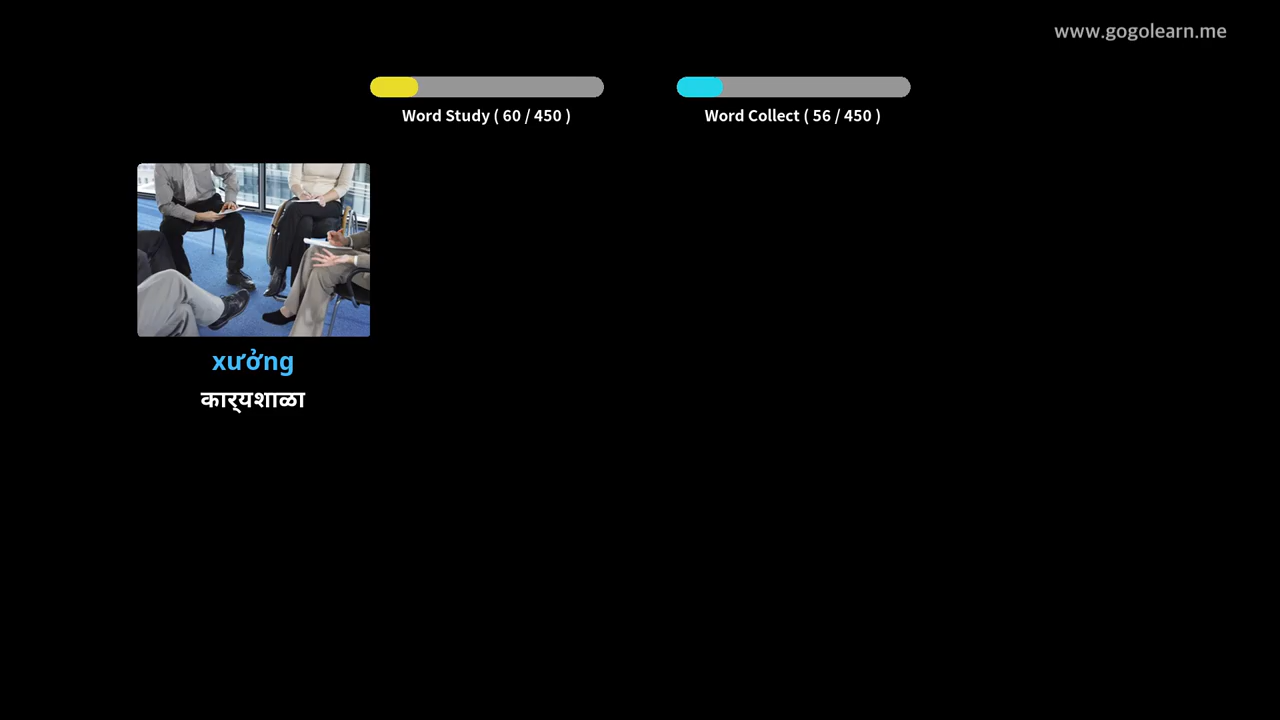 www.gogolearn.me
Word Study ( 60 / 450 )
Word Collect ( 56 / 450 )
xưởng
कार्यशाळा